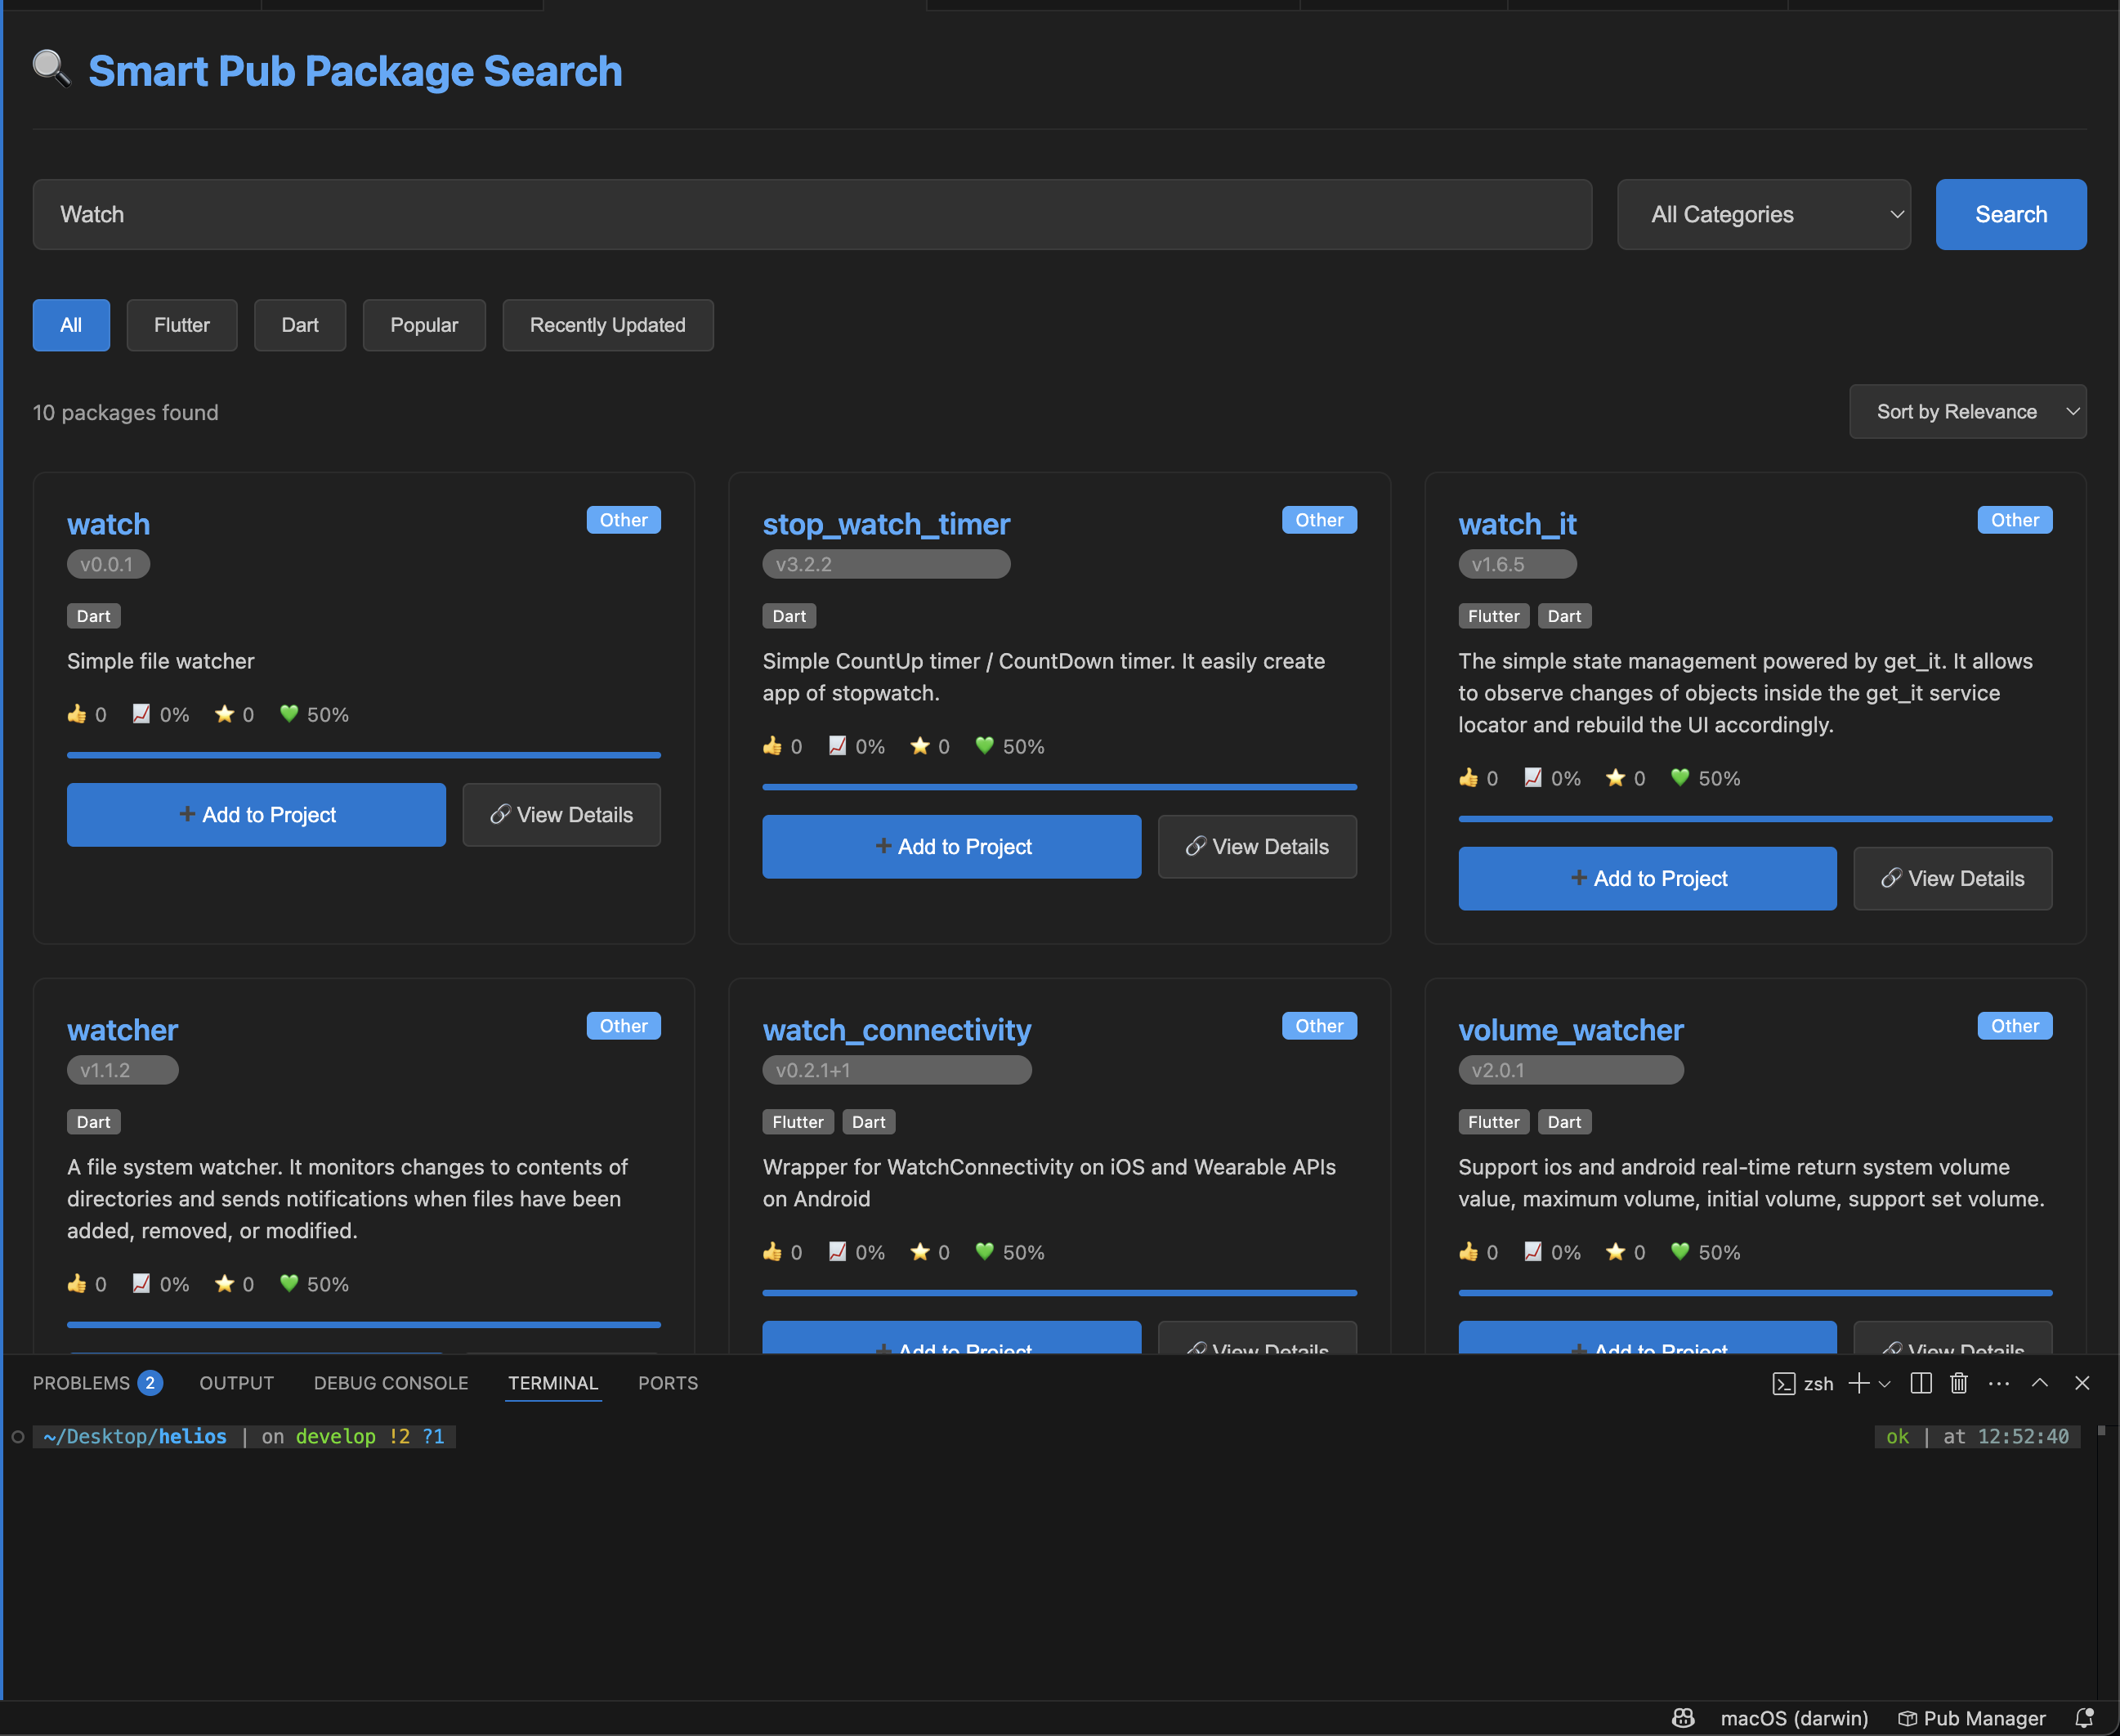 Smart Pub Package Search
Watch
All Categories
Search
All
Flutter
Dart
Popular
Recently Updated
10 packages found
Sort by Relevance
watch
Other
v0.0.1
Dart
Simple file watcher
0 0% 0 50%
Add to Project
View Details
stop_watch_timer
Other
v3.2.2
Dart
Simple CountUp timer / CountDown timer. It easily create
app of stopwatch.
0 0% 0 50%
Add to Project
View Details
watch_it
Other
v1.6.5
Flutter Dart
The simple state management powered by get_it. It allows
to observe changes of objects inside the get_it service
locator and rebuild the UI accordingly.
0 0% 0 50%
Add to Project
View Details
watcher
Other
v1.1.2
Dart
A file system watcher. It monitors changes to contents of
directories and sends notifications when files have been
added, removed, or modified.
0 0% 0 50%
watch_connectivity
Other
v0.2.1+1
Flutter Dart
Wrapper for WatchConnectivity on iOS and Wearable APIs
on Android
0 0% 0 50%
Add to Project
View Details
volume_watcher
Other
v2.0.1
Flutter Dart
Support ios and android real-time return system volume
value, maximum volume, initial volume, support set volume.
0 0% 0 50%
Add to Project
View Details
PROBLEMS 2 OUTPUT DEBUG CONSOLE TERMINAL PORTS
zsh
~/Desktop/helios | on develop !2 ?1
ok | at 12:52:40
macOS (darwin)
Pub Manager